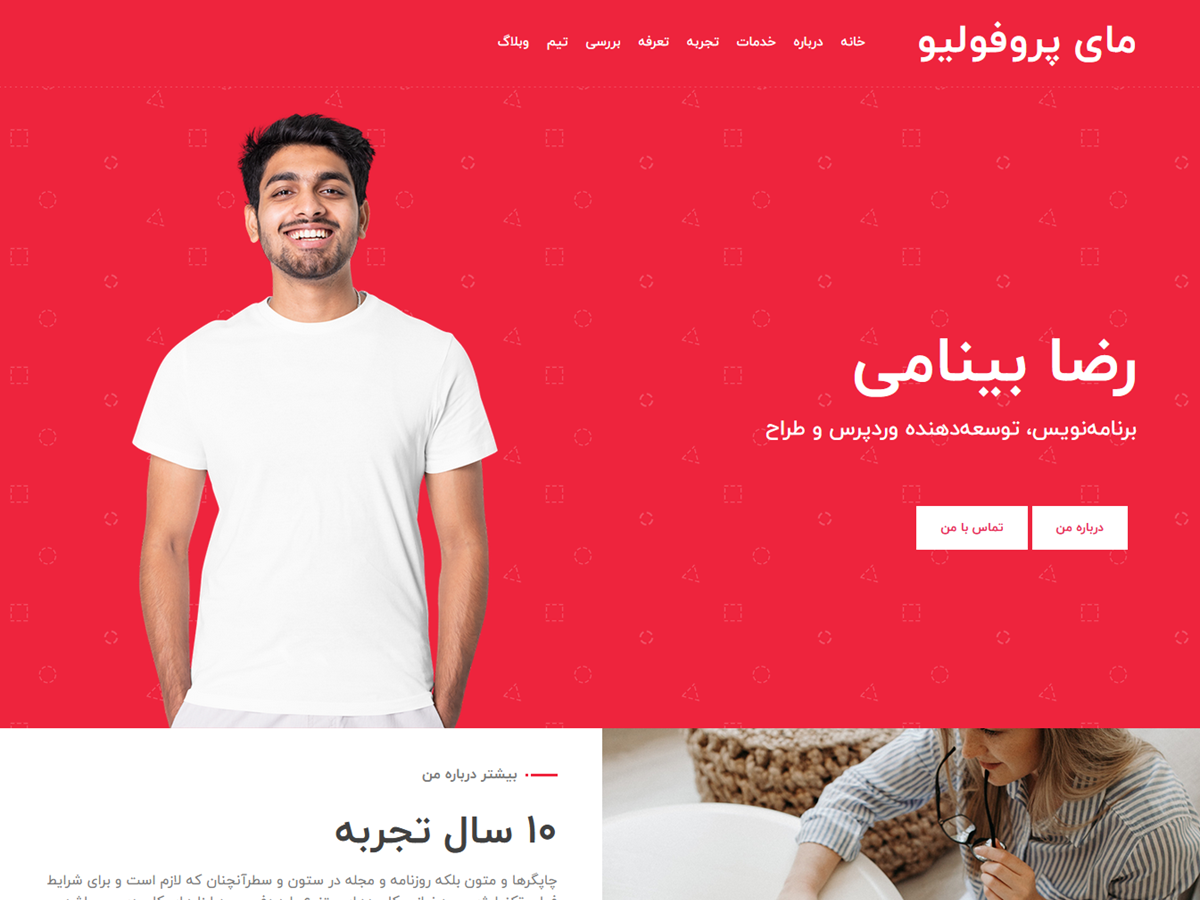 مای پروفولیو
خانه درباره خدمات تجربه تعرفه بررسی تیم وبلاگ
رضا بینامی
برنامه‌نویس، توسعه‌دهنده وردپرس و طراح
درباره من
تماس با من
بیشتر درباره من
۱۰ سال تجربه
چاپگرها و متون بلکه روزنامه و مجله در ستون و سطرآنچنان که لازم است و برای شرایط